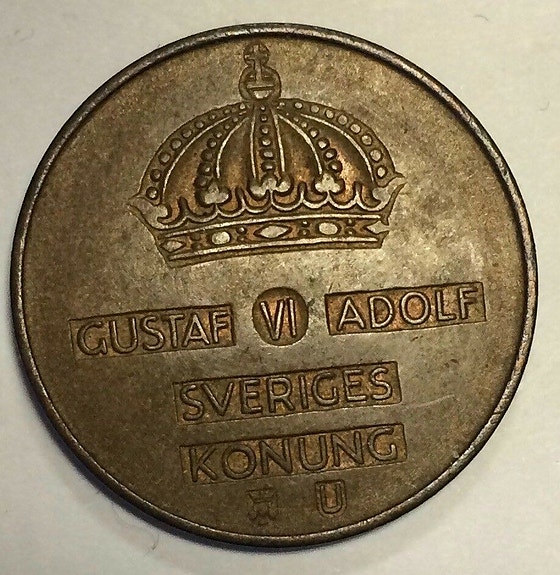 GUSTAF VI ADOLF
SVERIGES
KONUNG
U